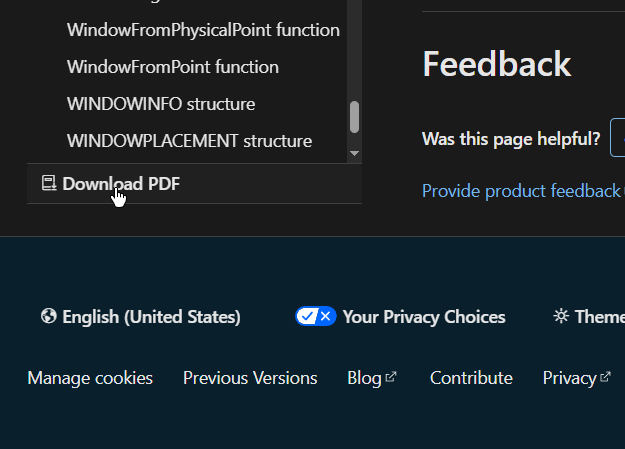 WindowFromPhysicalPoint function
WindowFromPoint function
WINDOWINFO structure
WINDOWPLACEMENT structure
Download PDF
Feedback
Was this page helpful?
Provide product feedback
English (United States)
Your Privacy Choices
Theme
Manage cookies
Previous Versions
Blog
Contribute
Privacy